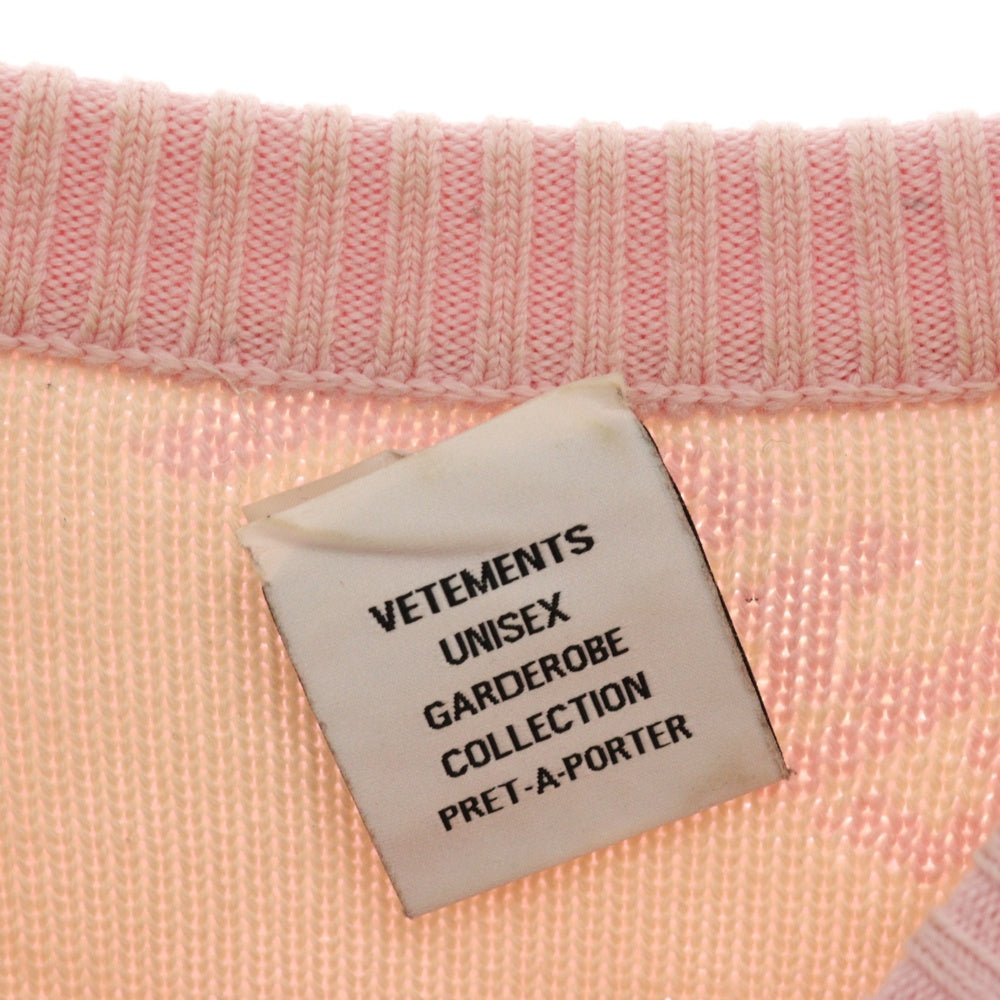 VETEMENTS
UNISEX
GARDEROBE
COLLECTION
PRET-A-PORTER